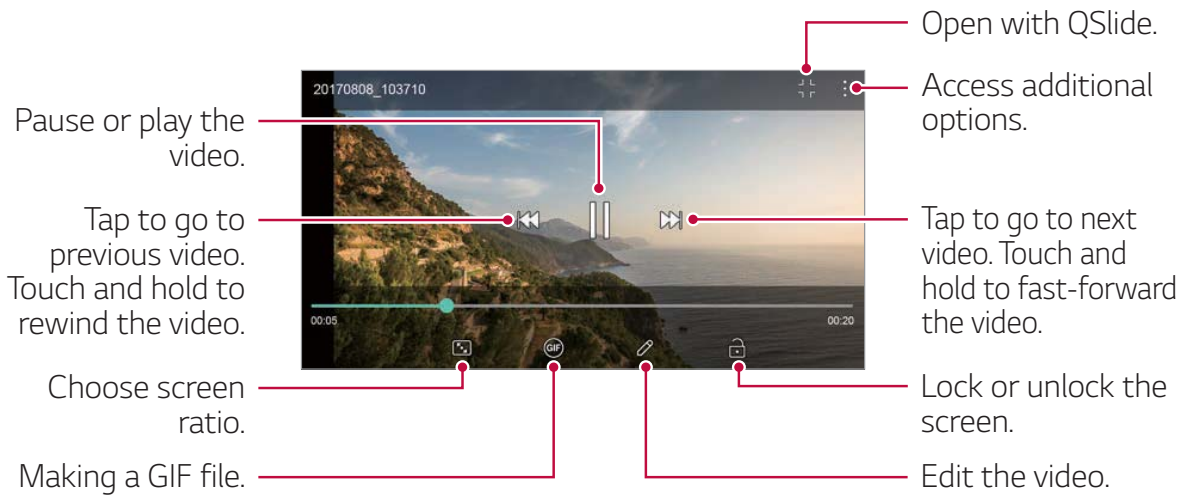 Open with QSlide.
20170808_103710
Access additional
options.
Pause or play the
video.
Tap to go to
previous video.
Touch and hold to
rewind the video.
Tap to go to next
video. Touch and
hold to fast-forward
the video.
00:05
00:20
GIF
Choose screen
ratio.
Lock or unlock the
screen.
Making a GIF file.
Edit the video.